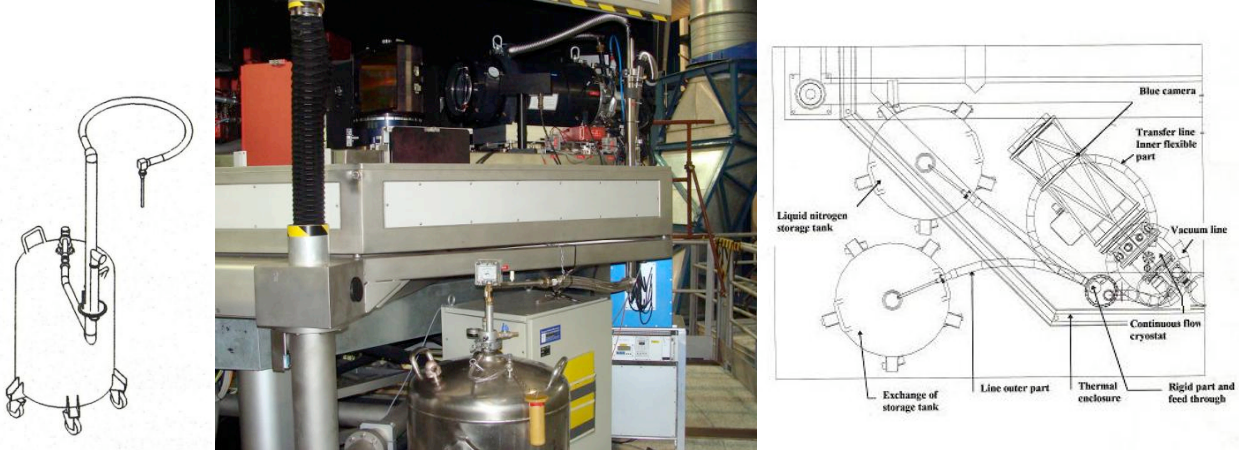 Blue camera
Transfer line
Inner flexible
part
Liquid nitrogen
storage tank
Vacuum line
Continuous flow
cryostat
Exchange of
storage tank
Line outer part
Thermal
enclosure
Rigid part and
feed through